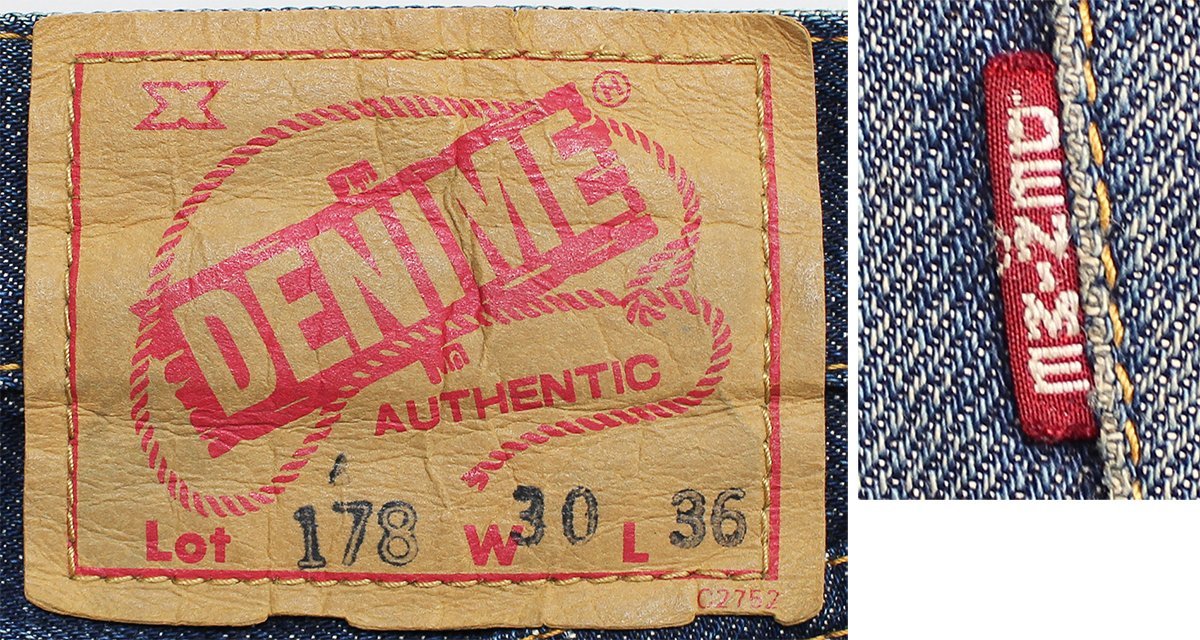 X
DENIME ®
AUTHENTIC
Lot 178 W 30 L 36
C2752
DENIME